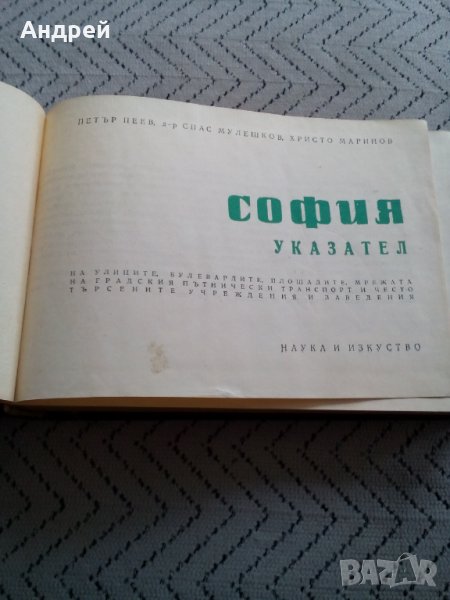 Андрей
ПЕТЪР ПЕЕВ, д-р СПАС МУЛЕШКОВ, ХРИСТО МАРИНОВ
СОФИЯ
УКАЗАТЕЛ
НА УЛИЦИТЕ, БУЛЕВАРДИТЕ, ПЛОЩАДИТЕ, МРЕЖАТА
НА ГРАДСКИЯ ПЪТНИЧЕСКИ ТРАНСПОРТ И ЧЕСТО
ТЪРСЕНИТЕ УЧРЕЖДЕНИЯ И ЗАВЕДЕНИЯ
НАУКА И ИЗКУСТВО
BAZAR